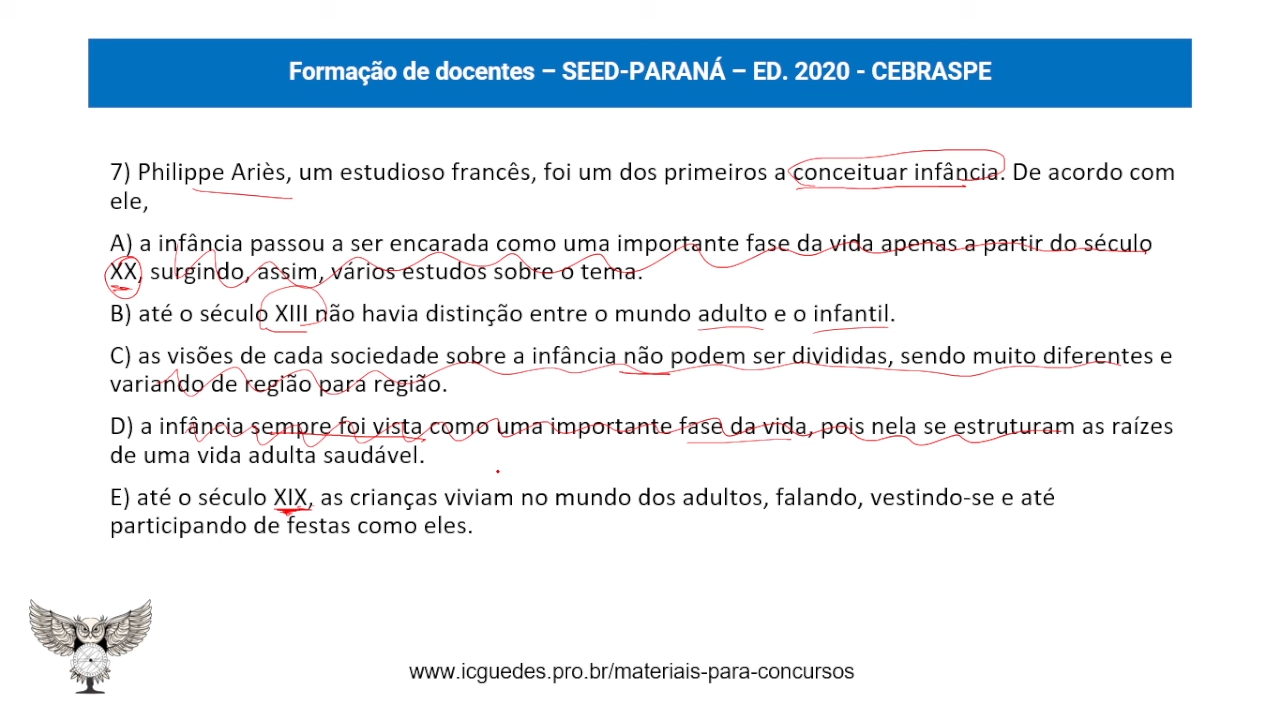 Formação de docentes – SEED-PARANÁ – ED. 2020 - CEBRASPE
7) Philippe Ariès, um estudioso francês, foi um dos primeiros a conceituar infância. De acordo com
ele,
A) a infância passou a ser encarada como uma importante fase da vida apenas a partir do século
XX, surgindo, assim, vários estudos sobre o tema.
B) até o século XIII não havia distinção entre o mundo adulto e o infantil.
C) as visões de cada sociedade sobre a infância não podem ser divididas, sendo muito diferentes e
variando de região para região.
D) a infância sempre foi vista como uma importante fase da vida, pois nela se estruturam as raízes
de uma vida adulta saudável.
E) até o século XIX, as crianças viviam no mundo dos adultos, falando, vestindo-se e até
participando de festas como eles.
www.icguedes.pro.br/materiais-para-concursos